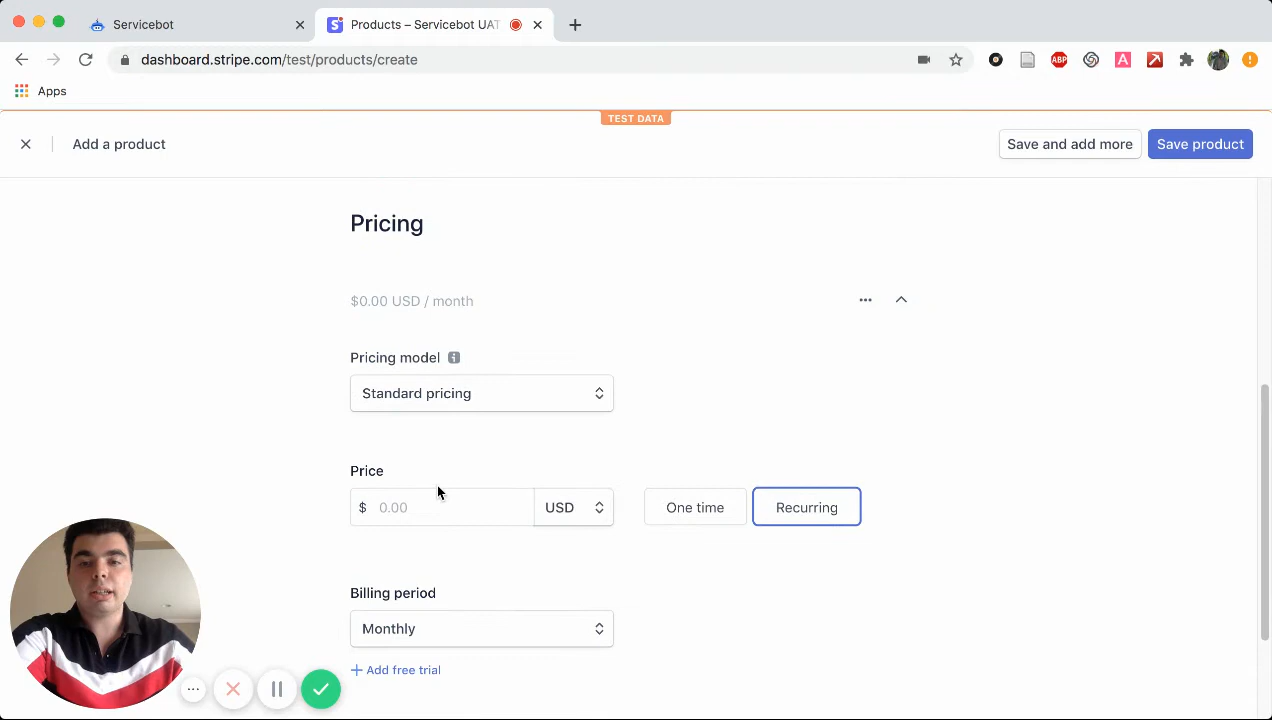 Servicebot
Products – Servicebot UAT
dashboard.stripe.com/test/products/create
ABP
A
Apps
TEST DATA
Add a product
Save and add more
Save product
Pricing
$0.00 USD / month
Pricing model
Standard pricing
Price
$ 0.00
USD
One time
Recurring
Billing period
Monthly
+ Add free trial